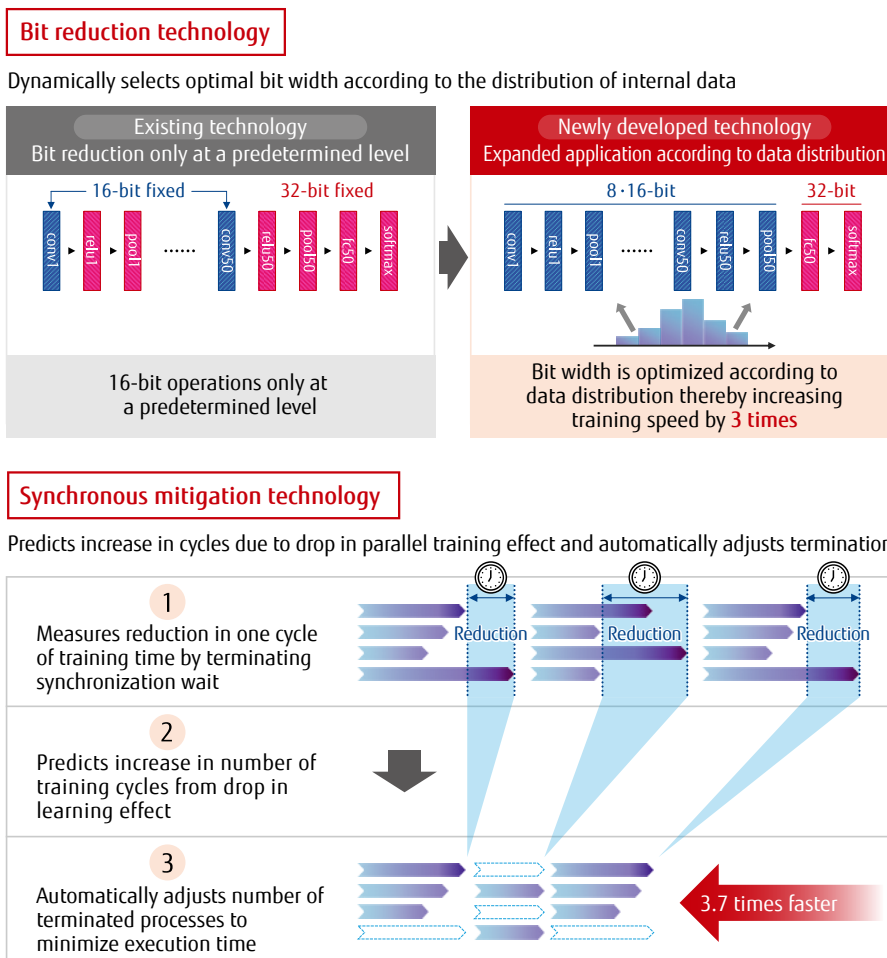 Bit reduction technology
Dynamically selects optimal bit width according to the distribution of internal data
Existing technology
Bit reduction only at a predetermined level
16-bit fixed
32-bit fixed
conv1
relu1
pool1
······
conv50
relu50
pool50
fc50
softmax
16-bit operations only at
a predetermined level
Newly developed technology
Expanded application according to data distribution
8·16-bit
32-bit
conv1
relu1
pool1
······
conv50
relu50
pool50
fc50
softmax
Bit width is optimized according to
data distribution thereby increasing
training speed by 3 times
Synchronous mitigation technology
Predicts increase in cycles due to drop in parallel training effect and automatically adjusts termination
1
Measures reduction in one cycle
of training time by terminating
synchronization wait
Reduction
Reduction
Reduction
2
Predicts increase in number of
training cycles from drop in
learning effect
3
Automatically adjusts number of
terminated processes to
minimize execution time
3.7 times faster